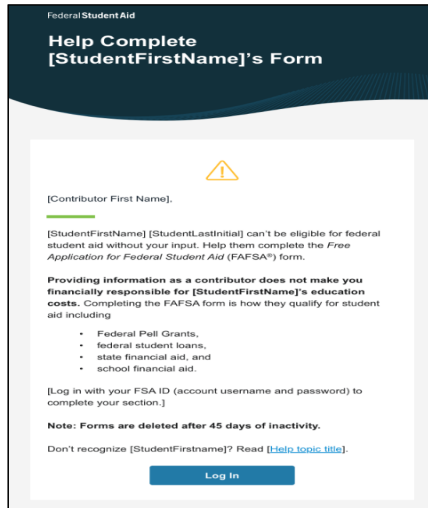 Federal Student Aid
Help Complete
[StudentFirstName]'s Form
[Contributor First Name],
[StudentFirstName] [StudentLastInitial] can't be eligible for federal
student aid without your input. Help them complete the Free
Application for Federal Student Aid (FAFSA®) form.
Providing information as a contributor does not make you
financially responsible for [StudentFirstName]'s education
costs. Completing the FAFSA form is how they qualify for student
aid including
• Federal Pell Grants,
• federal student loans,
• state financial aid, and
• school financial aid.
[Log in with your FSA ID (account username and password) to
complete your section.]
Note: Forms are deleted after 45 days of inactivity.
Don't recognize [StudentFirstname]? Read [Help topic title].
Log In